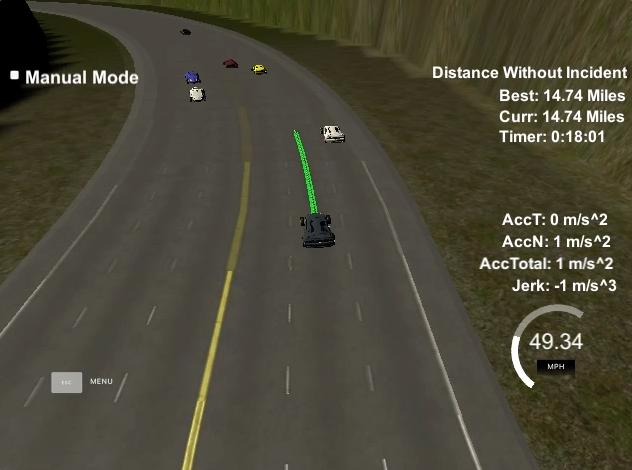 Manual Mode
Distance Without Incident
Best: 14.74 Miles
Curr: 14.74 Miles
Timer: 0:18:01
AccT: 0 m/s^2
AccN: 1 m/s^2
AccTotal: 1 m/s^2
Jerk: -1 m/s^3
49.34
MPH
ESC MENU